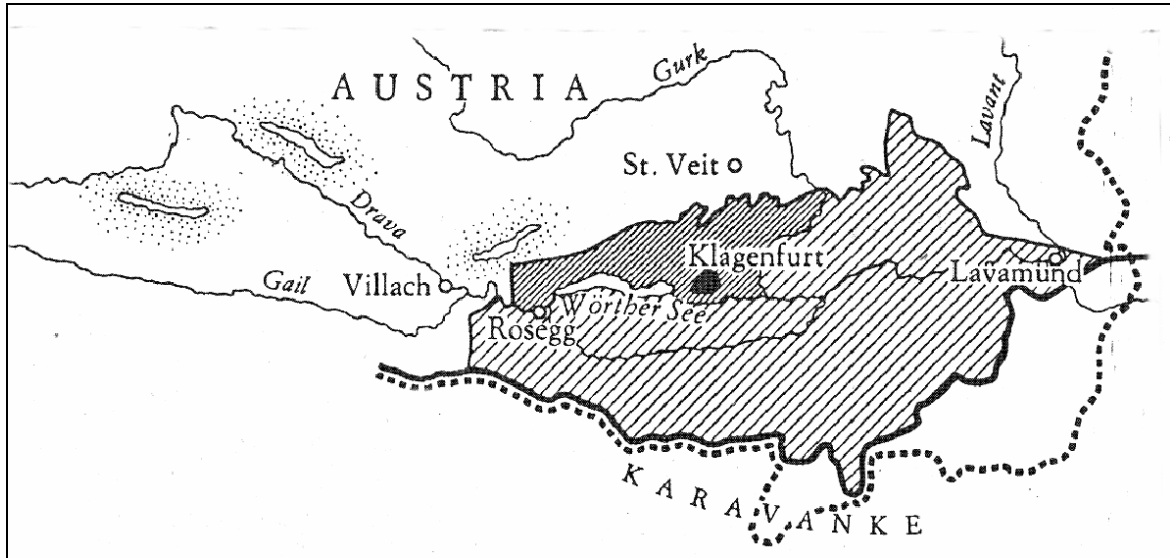 AUSTRIA
Gurk
Lavant
St. Veit
Drava
Klagenfurt
Gail
Villach
Lavamünd
Wörther See
Rosegg
KARAVANKE